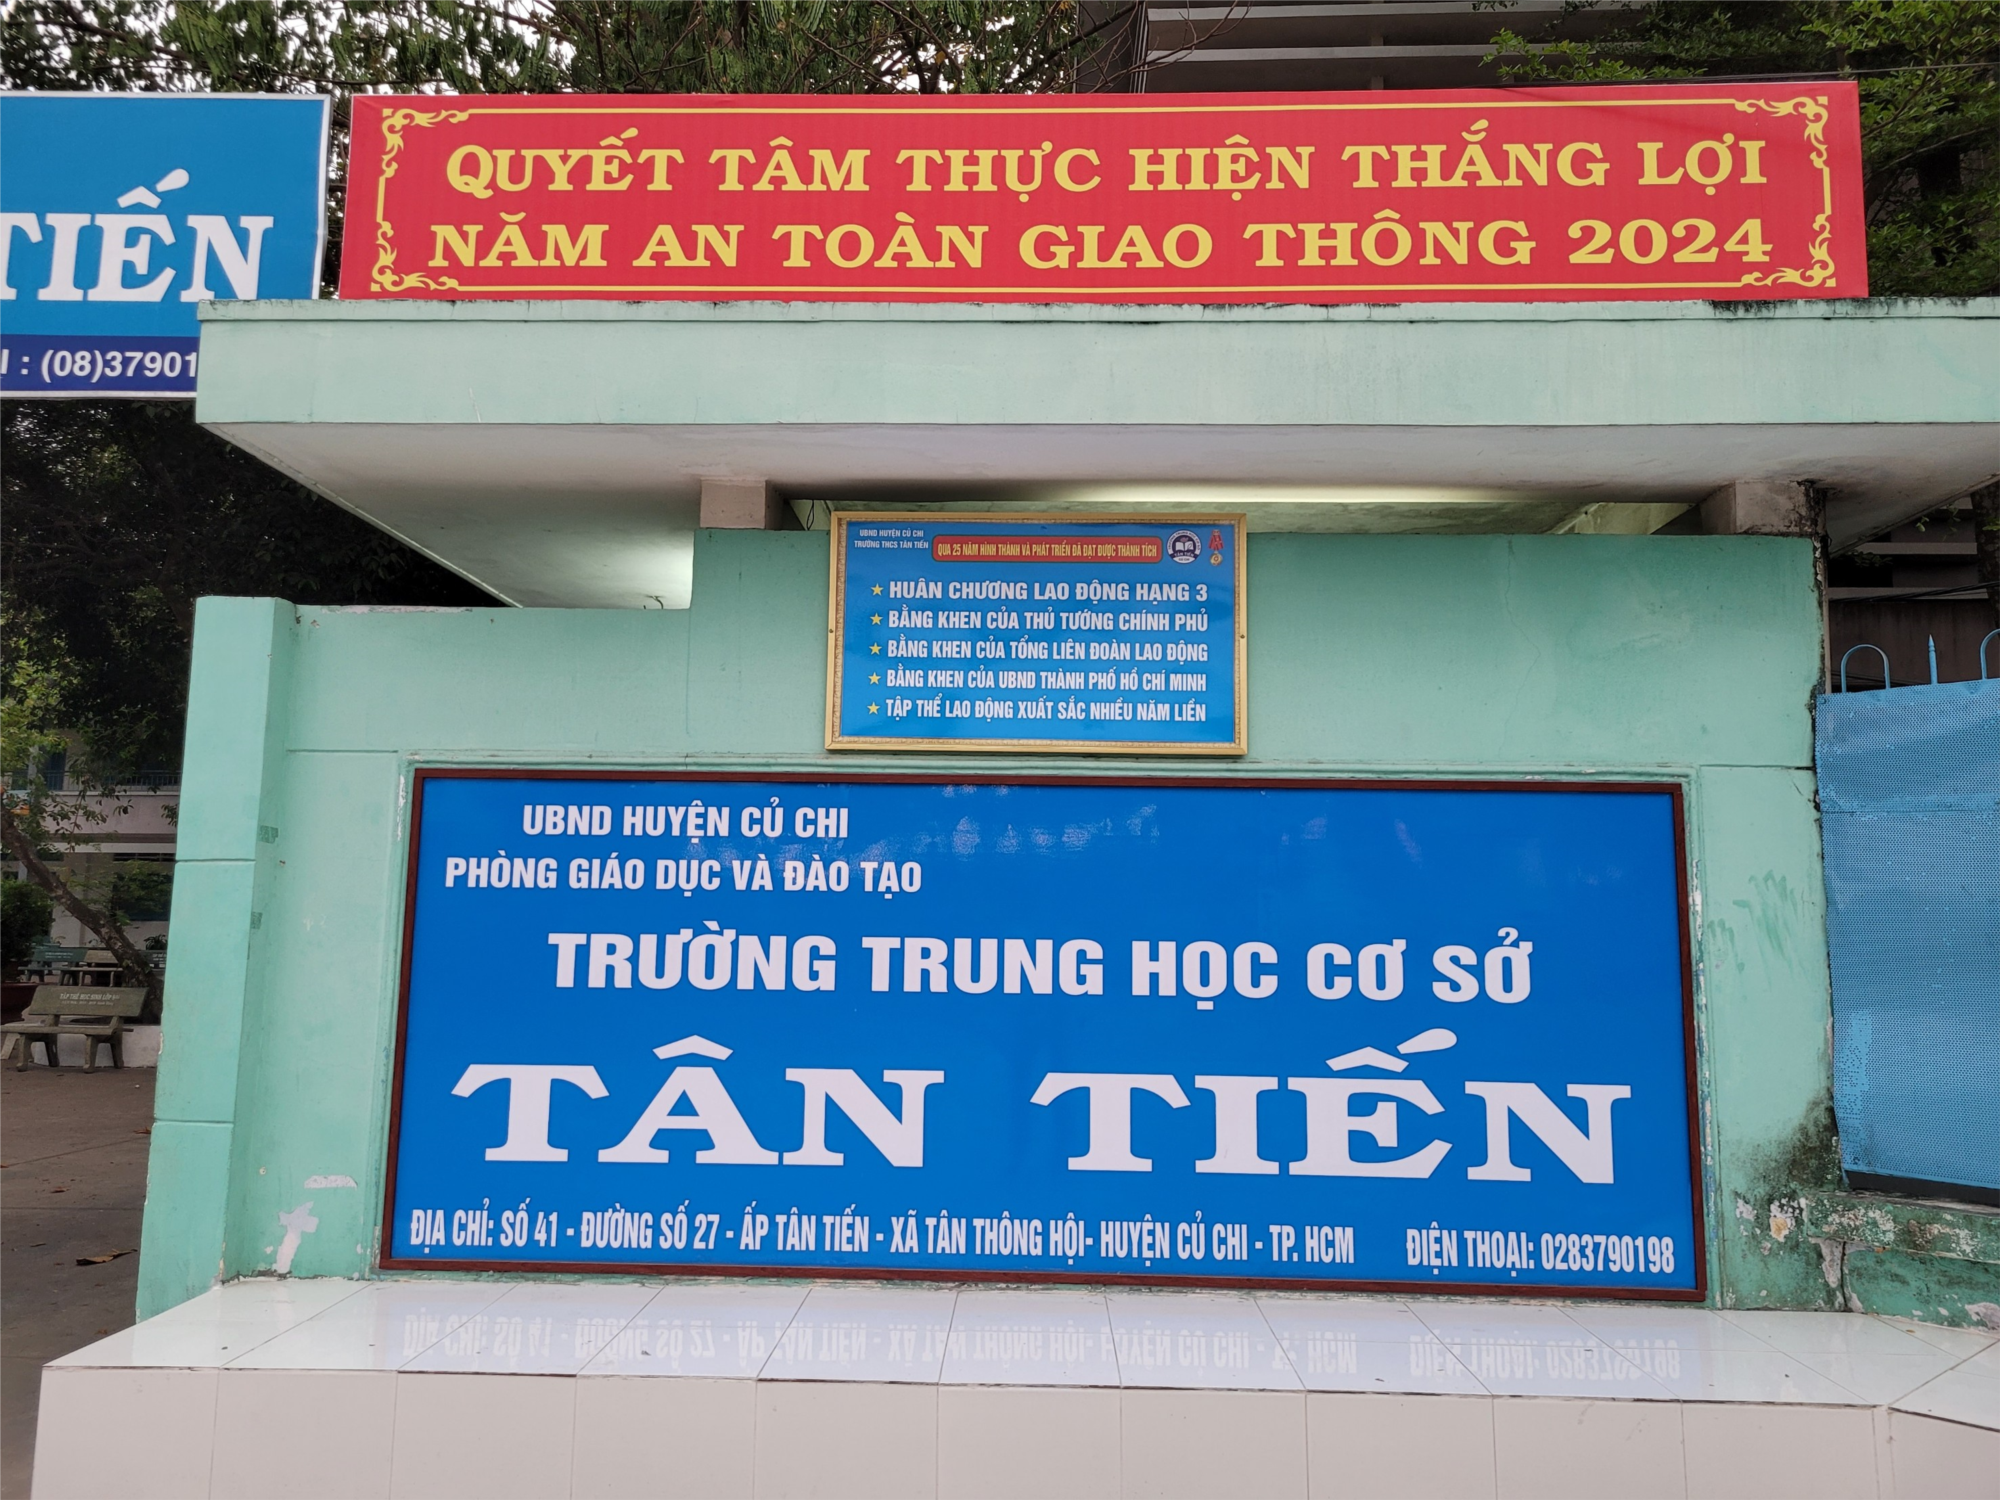 QUYẾT TÂM THỰC HIỆN THẮNG LỢI
NĂM AN TOÀN GIAO THÔNG 2024
TIẾN
: (08)37901
UBND HUYỆN CỦ CHI
TRƯỜNG THCS TÂN TIẾN
QUA 25 NĂM HÌNH THÀNH VÀ PHÁT TRIỂN ĐÃ ĐẠT ĐƯỢC THÀNH TÍCH
★ HUÂN CHƯƠNG LAO ĐỘNG HẠNG 3
★ BẰNG KHEN CỦA THỦ TƯỚNG CHÍNH PHỦ
★ BẰNG KHEN CỦA TỔNG LIÊN ĐOÀN LAO ĐỘNG
★ BẰNG KHEN CỦA UBND THÀNH PHỐ HỒ CHÍ MINH
★ TẬP THỂ LAO ĐỘNG XUẤT SẮC NHIỀU NĂM LIỀN
UBND HUYỆN CỦ CHI
PHÒNG GIÁO DỤC VÀ ĐÀO TẠO
TRƯỜNG TRUNG HỌC CƠ SỞ
TÂN TIẾN
ĐỊA CHỈ: SỐ 41 - ĐƯỜNG SỐ 27 - ẤP TÂN TIẾN - XÃ TÂN THÔNG HỘI- HUYỆN CỦ CHI - TP. HCM ĐIỆN THOẠI: 0283790198